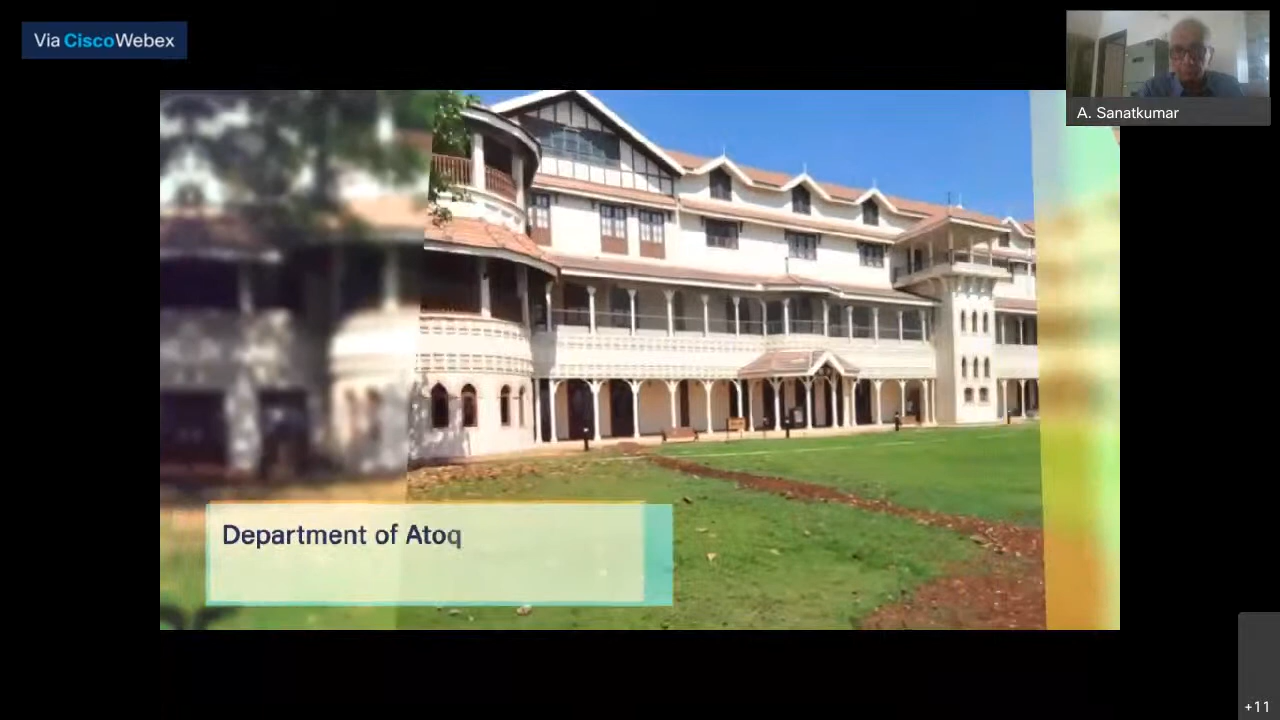 Via CiscoWebex
A. Sanatkumar
Department of Atoq
+11